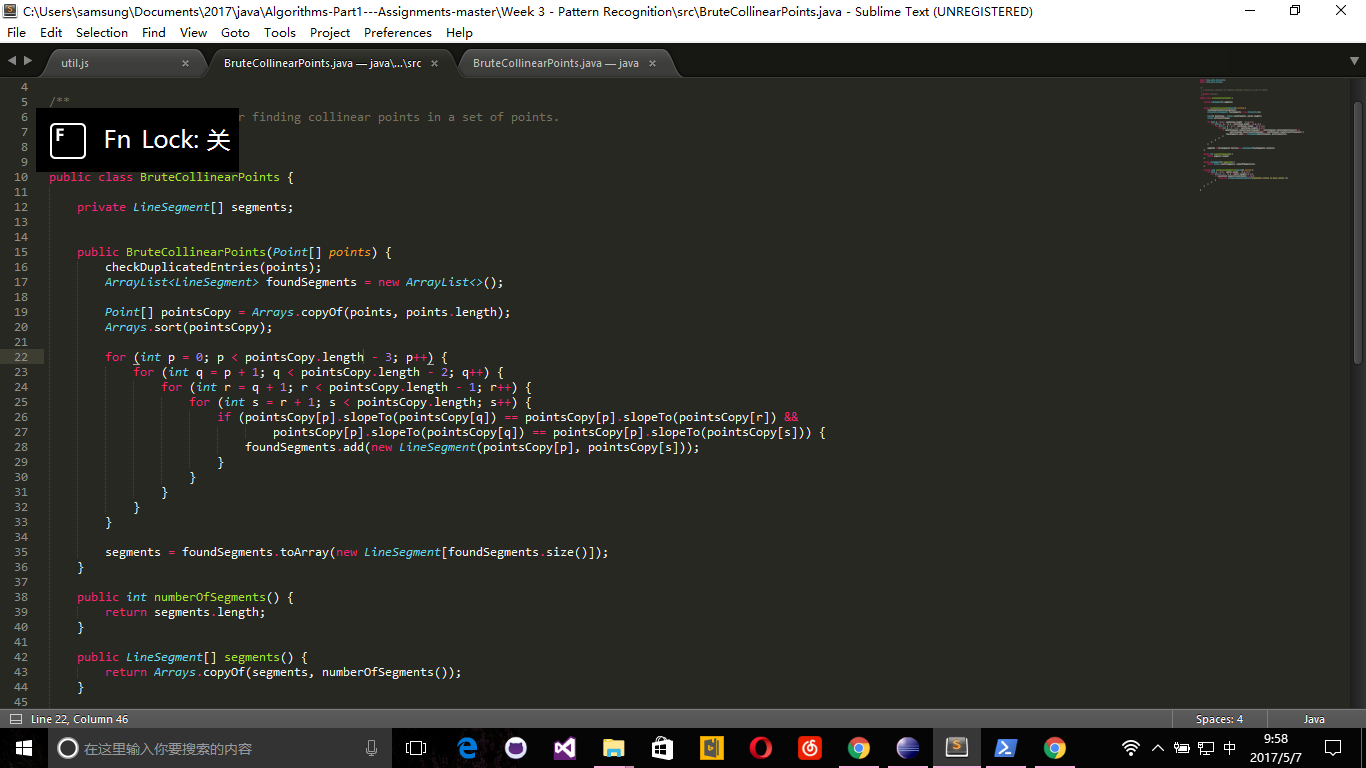 C:\Users\samsung\Documents\2017\java\Algorithms-Part1---Assignments-master\Week 3 - Pattern Recognition\src\BruteCollinearPoints.java - Sublime Text (UNREGISTERED)
File Edit Selection Find View Goto Tools Project Preferences Help
util.js × BruteCollinearPoints.java — java\...\src × BruteCollinearPoints.java — java ×
4
5 /**
6 r finding collinear points in a set of points.
F Fn Lock: 关
7
8
9
10 public class BruteCollinearPoints {
11
12 private LineSegment[] segments;
13
14
15 public BruteCollinearPoints(Point[] points) {
16 checkDuplicatedEntries(points);
17 ArrayList<LineSegment> foundSegments = new ArrayList<>();
18
19 Point[] pointsCopy = Arrays.copyOf(points, points.length);
20 Arrays.sort(pointsCopy);
21
22 for (int p = 0; p < pointsCopy.length - 3; p++) {
23 for (int q = p + 1; q < pointsCopy.length - 2; q++) {
24 for (int r = q + 1; r < pointsCopy.length - 1; r++) {
25 for (int s = r + 1; s < pointsCopy.length; s++) {
26 if (pointsCopy[p].slopeTo(pointsCopy[q]) == pointsCopy[p].slopeTo(pointsCopy[r]) &&
27 pointsCopy[p].slopeTo(pointsCopy[q]) == pointsCopy[p].slopeTo(pointsCopy[s])) {
28 foundSegments.add(new LineSegment(pointsCopy[p], pointsCopy[s]));
29 }
30 }
31 }
32 }
33 }
34
35 segments = foundSegments.toArray(new LineSegment[foundSegments.size()]);
36 }
37
38 public int numberOfSegments() {
39 return segments.length;
40 }
41
42 public LineSegment[] segments() {
43 return Arrays.copyOf(segments, numberOfSegments());
44 }
45
Line 22, Column 46 Spaces: 4 Java
在这里输入你要搜索的内容 中 9:58
2017/5/7